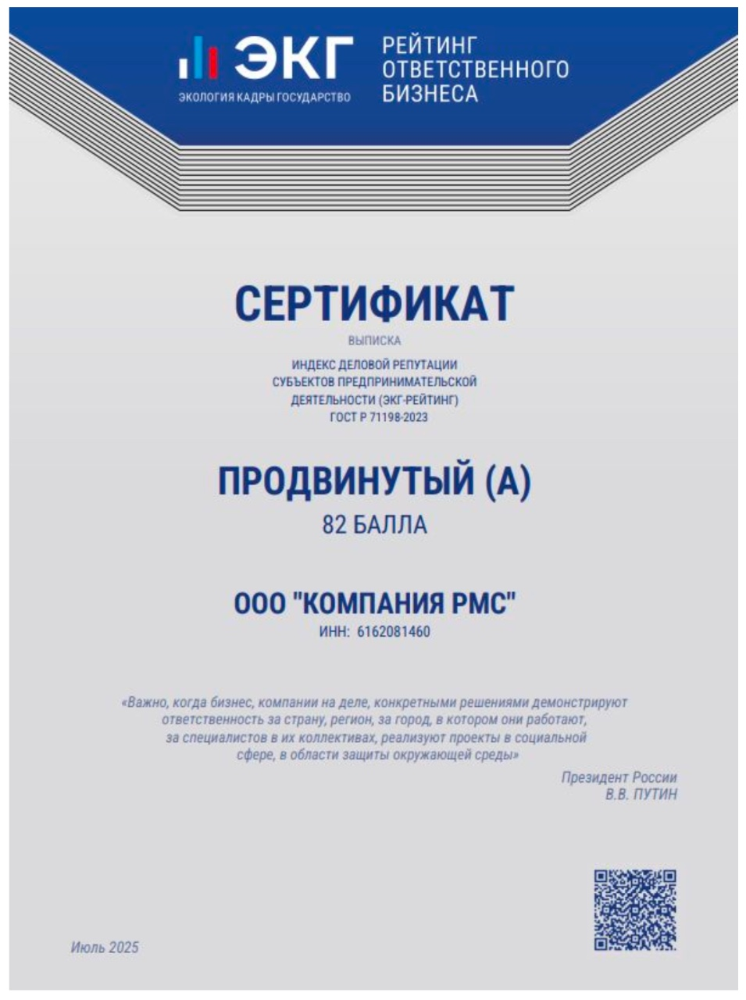 ЭКГ
ЭКОЛОГИЯ КАДРЫ ГОСУДАРСТВО
РЕЙТИНГ
ОТВЕТСТВЕННОГО
БИЗНЕСА
СЕРТИФИКАТ
ВЫПИСКА
ИНДЕКС ДЕЛОВОЙ РЕПУТАЦИИ
СУБЪЕКТОВ ПРЕДПРИНИМАТЕЛЬСКОЙ
ДЕЯТЕЛЬНОСТИ (ЭКГ-РЕЙТИНГ)
ГОСТ Р 71198-2023
ПРОДВИНУТЫЙ (А)
82 БАЛЛА
ООО "КОМПАНИЯ РМС"
ИНН: 6162081460
«Важно, когда бизнес, компании на деле, конкретными решениями демонстрируют
ответственность за страну, регион, за город, в котором они работают,
за специалистов в их коллективах, реализуют проекты в социальной
сфере, в области защиты окружающей среды»
Президент России
В.В. ПУТИН
Июль 2025